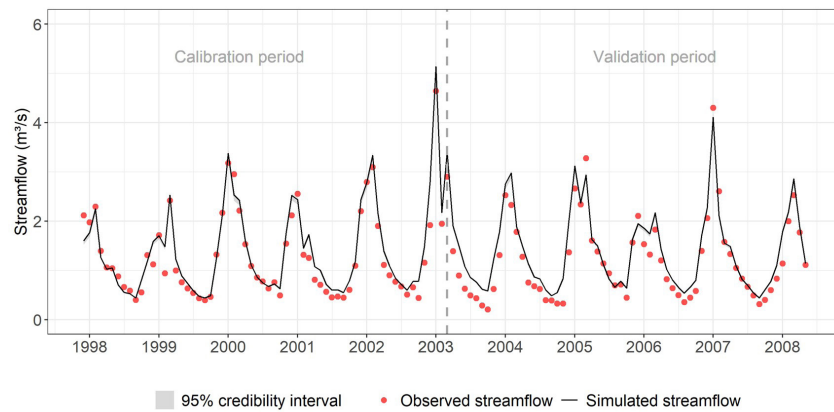 6
Calibration period
Validation period
4
Streamflow (m³/s)
2
0
1998 1999 2000 2001 2002 2003 2004 2005 2006 2007 2008
95% credibility interval Observed streamflow Simulated streamflow